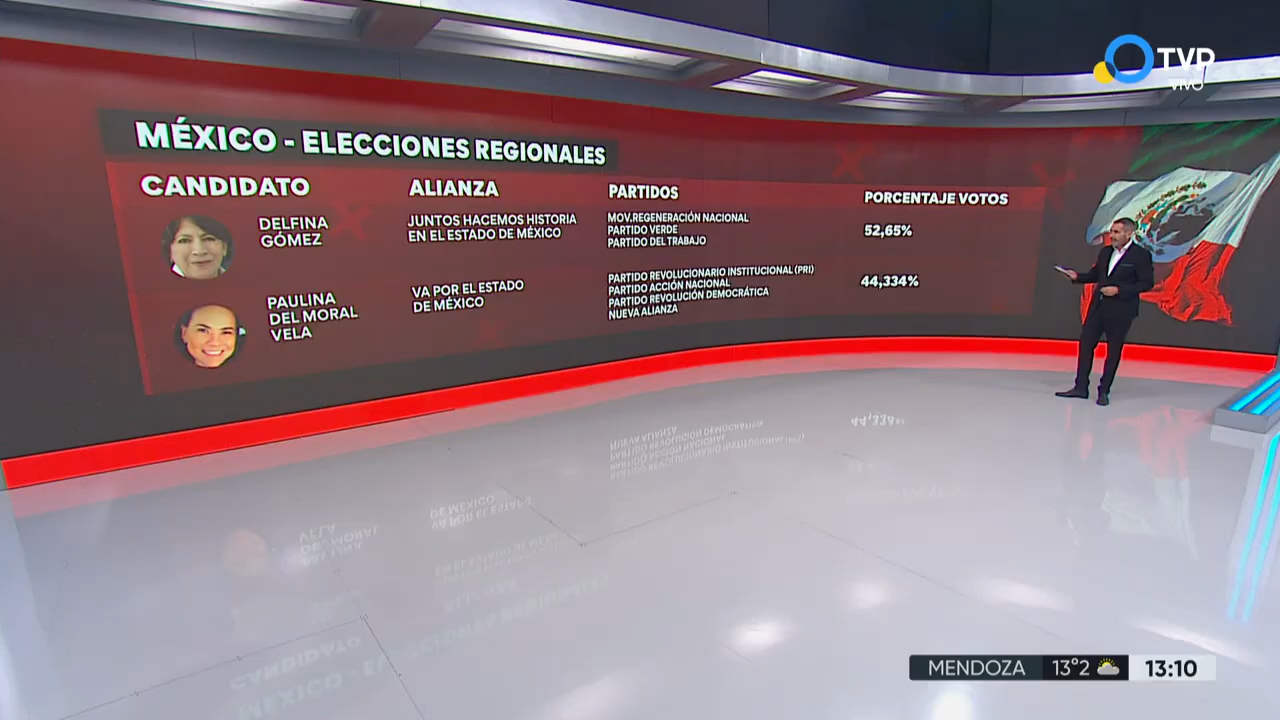 TVP
VIVO
MÉXICO - ELECCIONES REGIONALES
CANDIDATO
ALIANZA
PARTIDOS
PORCENTAJE VOTOS
DELFINA
GÓMEZ
JUNTOS HACEMOS HISTORIA
EN EL ESTADO DE MÉXICO
MOV.REGENERACIÓN NACIONAL
PARTIDO VERDE
PARTIDO DEL TRABAJO
52,65%
PAULINA
DEL MORAL
VELA
VA POR EL ESTADO
DE MÉXICO
PARTIDO REVOLUCIONARIO INSTITUCIONAL (PRI)
PARTIDO ACCIÓN NACIONAL
PARTIDO REVOLUCIÓN DEMOCRÁTICA
NUEVA ALIANZA
44,334%
MENDOZA 13°2 13:10